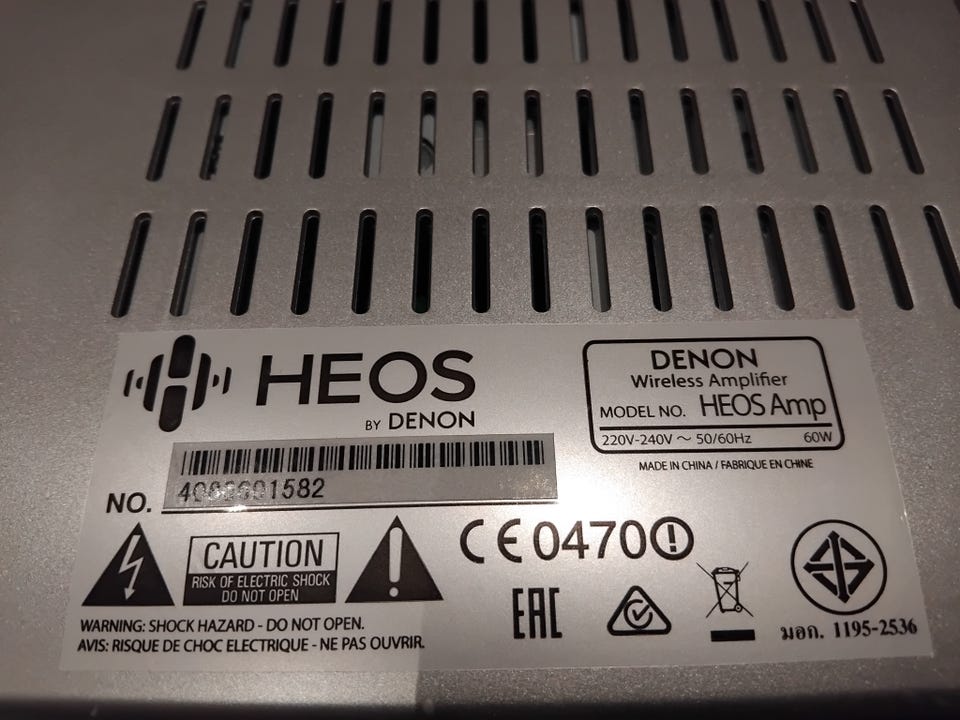 HEOS
BY DENON
DENON
Wireless Amplifier
MODEL NO. HEOS Amp
220V-240V ~ 50/60Hz 60W
MADE IN CHINA / FABRIQUE EN CHINE
NO.
CAUTION
RISK OF ELECTRIC SHOCK
DO NOT OPEN
CE0470
EAC
WARNING: SHOCK HAZARD - DO NOT OPEN.
AVIS: RISQUE DE CHOC ELECTRIQUE - NE PAS OUVRIR.
มอก. 1195-2536